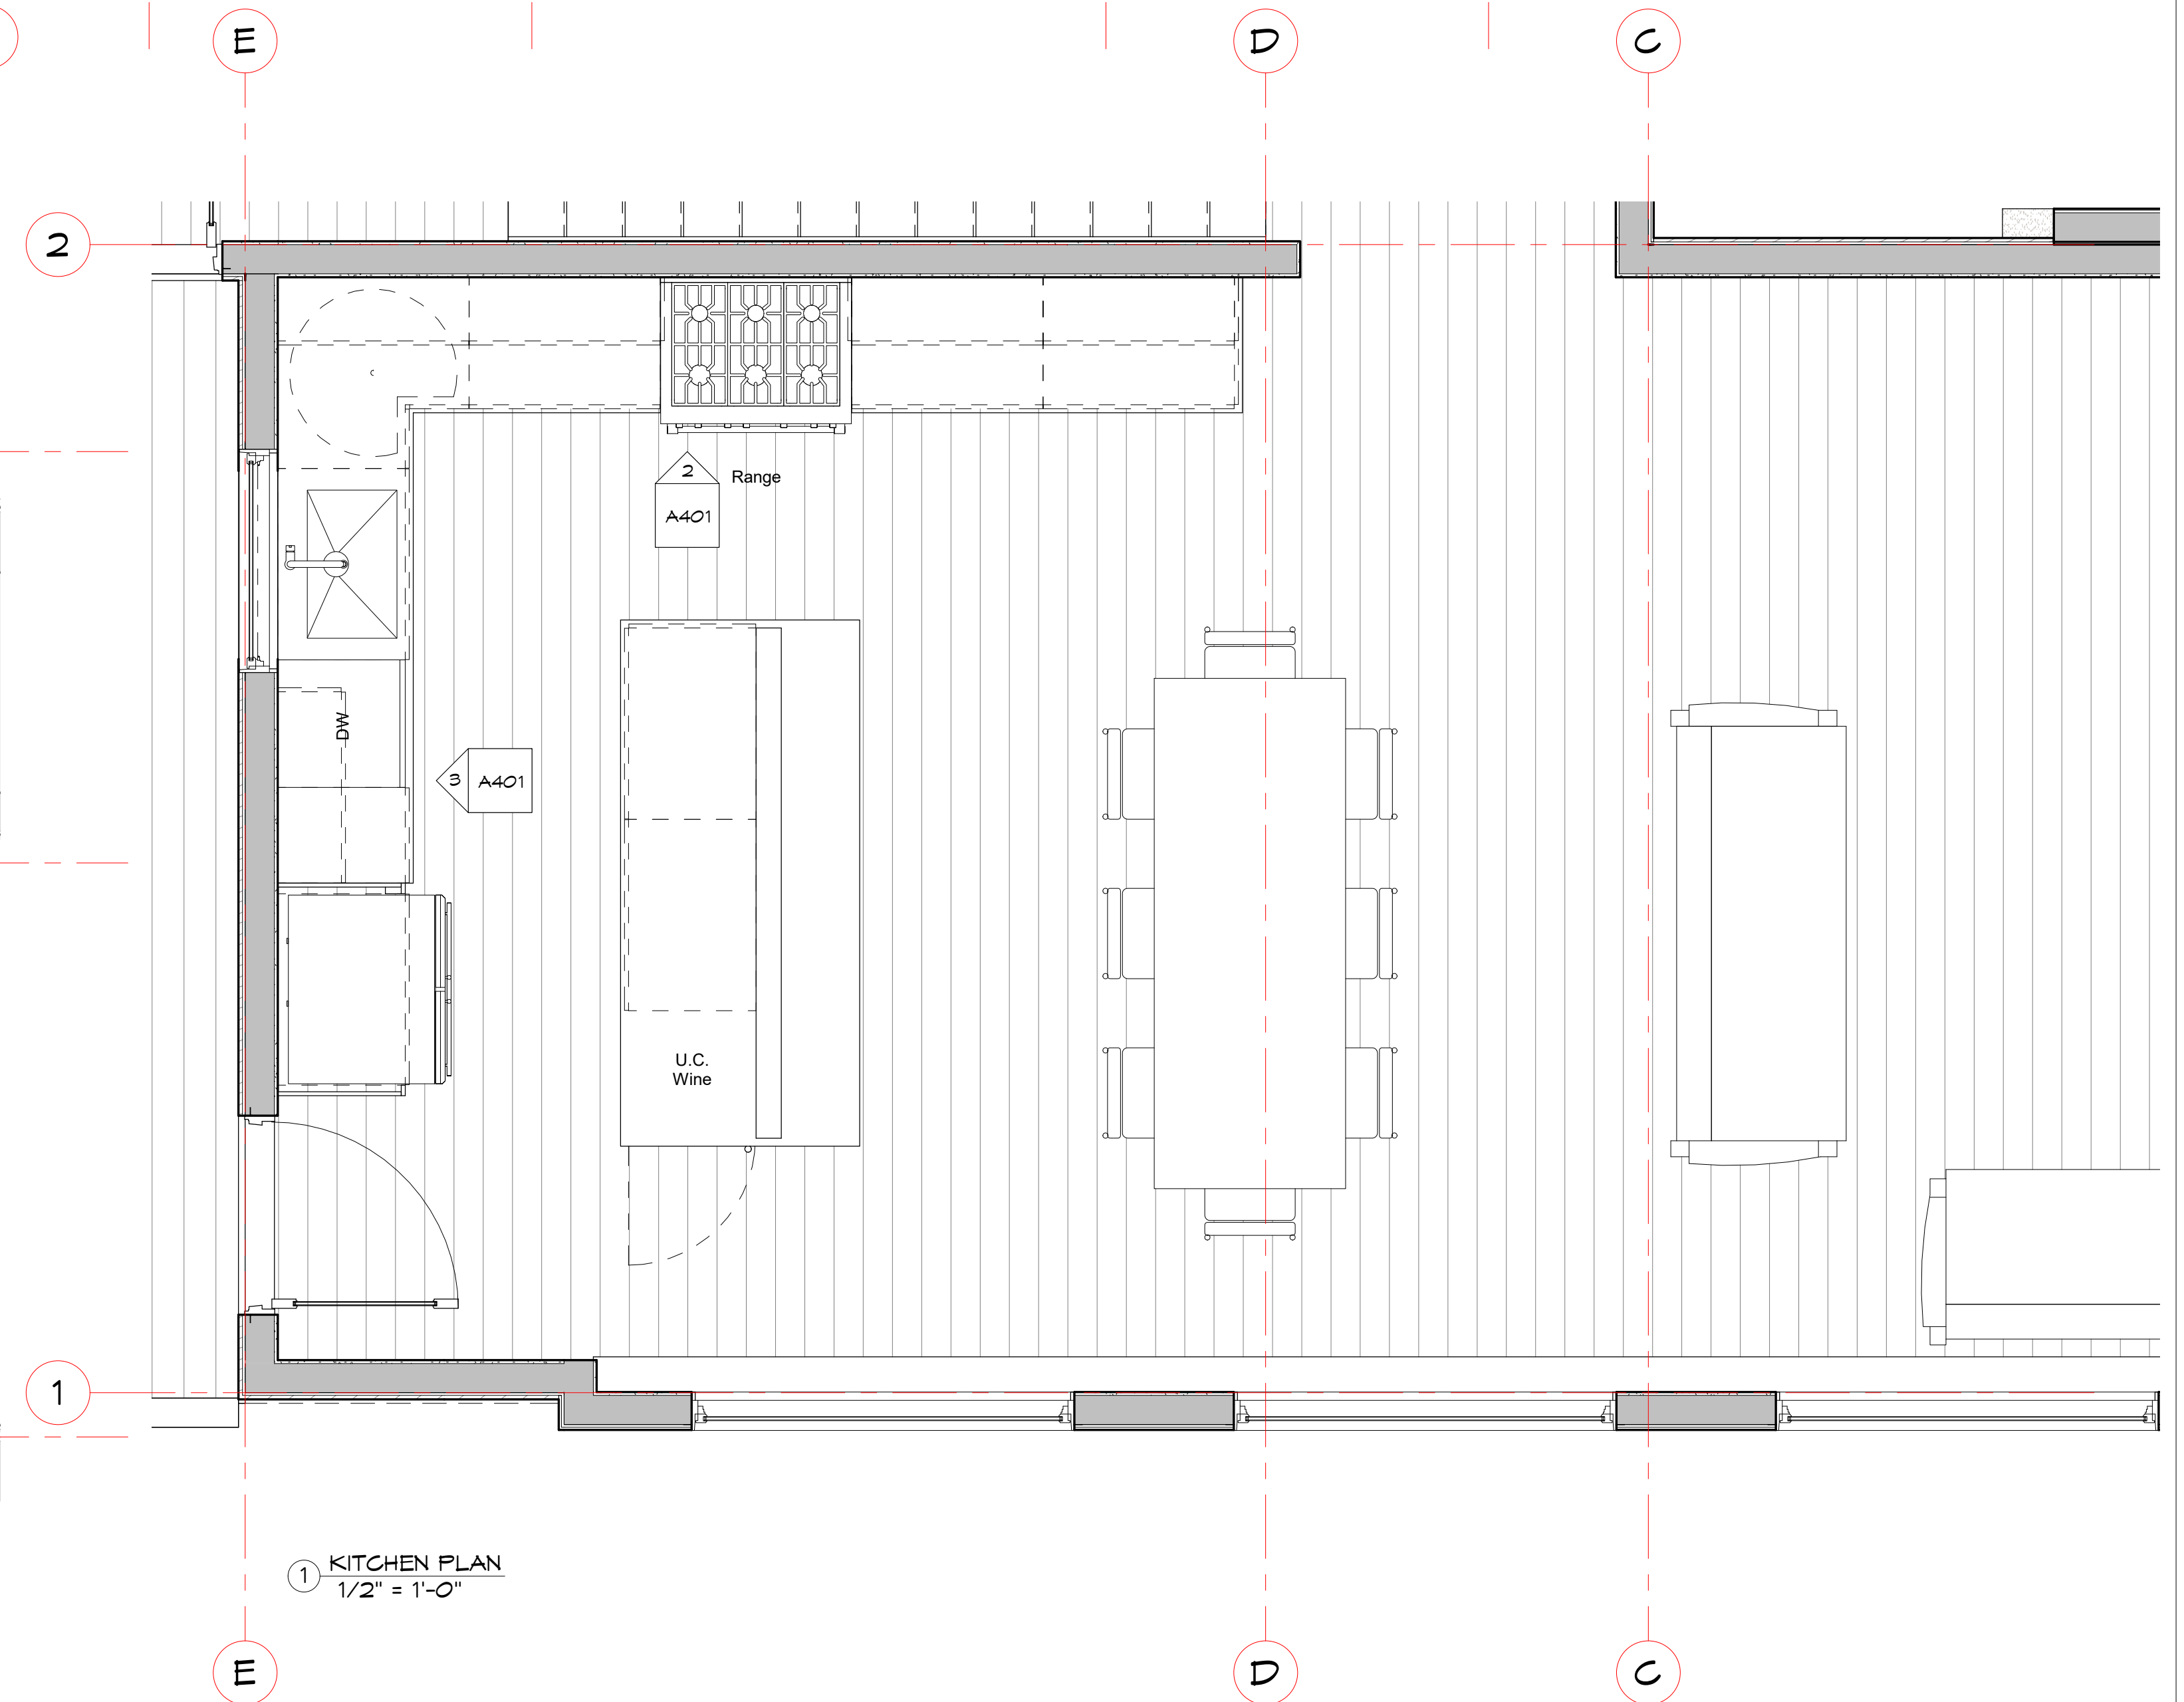 E
D
C
2
2
Range
A401
DW
3
A401
U.C.
Wine
1
1
KITCHEN PLAN
1/2" = 1'-0"
E
D
C